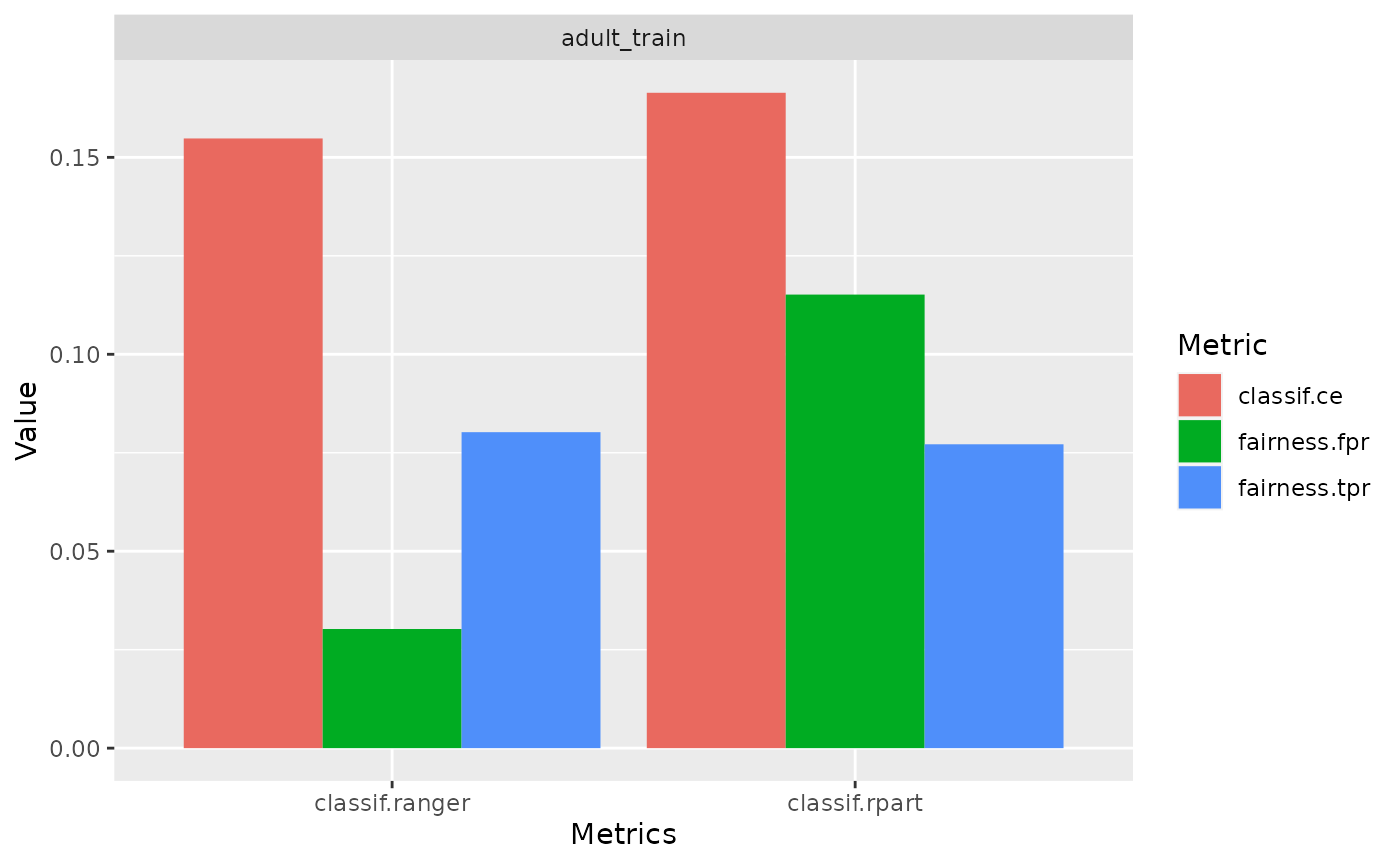 adult_train
0.15
0.10
0.05
0.00
Value
classif.ranger
classif.rpart
Metrics
Metric
classif.ce
fairness.fpr
fairness.tpr